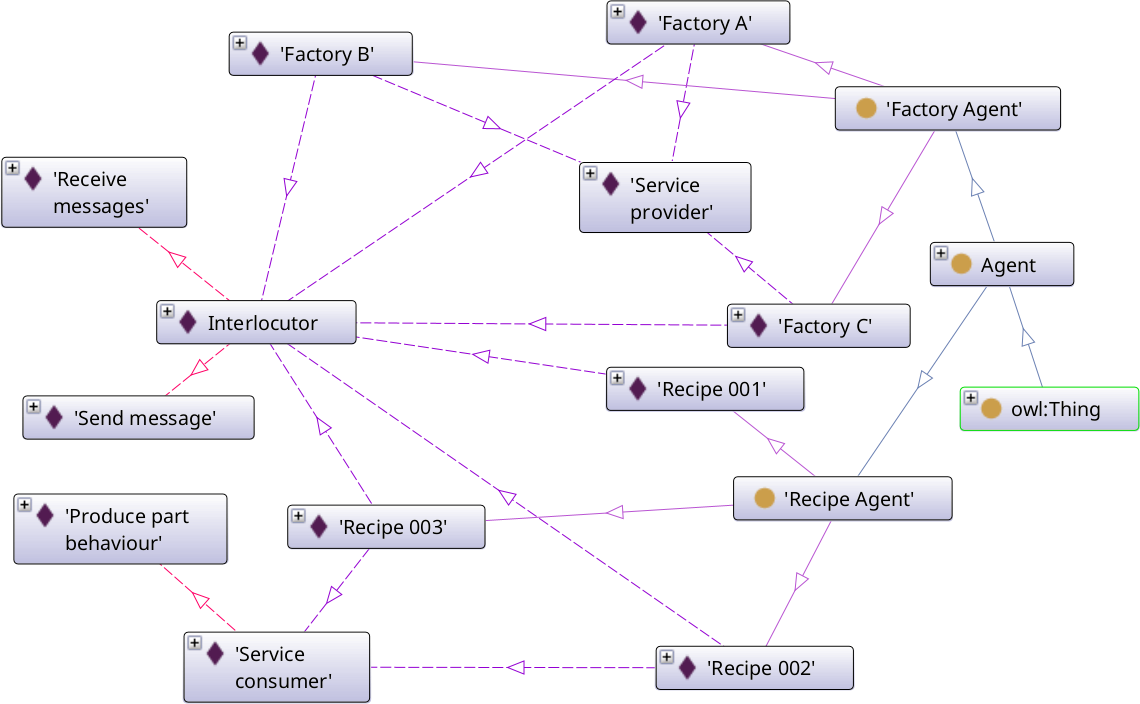 'Factory A'
'Factory B'
'Factory Agent'
'Receive
messages'
'Service
provider'
Agent
Interlocutor
'Factory C'
'Recipe 001'
owl:Thing
'Send message'
'Recipe Agent'
'Produce part
behaviour'
'Recipe 003'
'Service
consumer'
'Recipe 002'